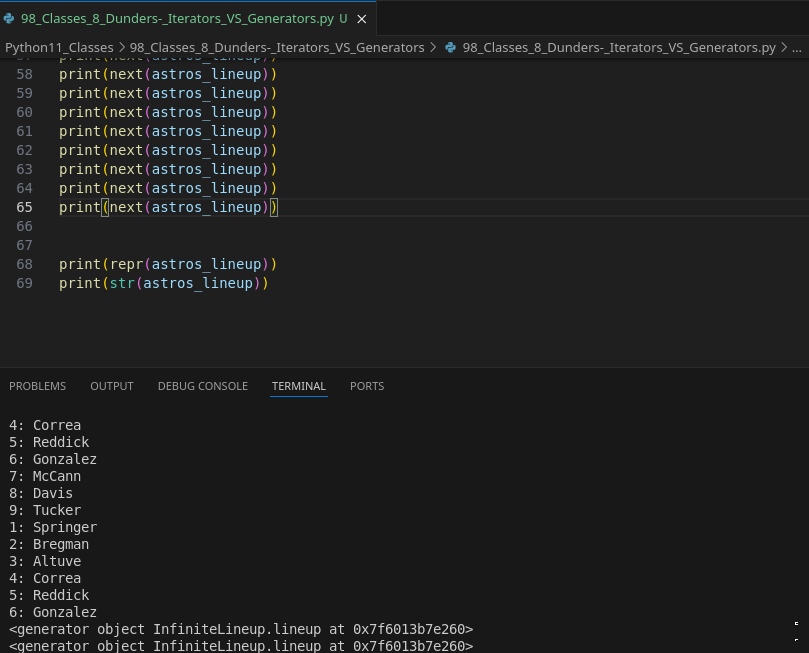 98_Classes_8_Dunders-_Iterators_VS_Generators.py U ×
Python11_Classes > 98_Classes_8_Dunders-_Iterators_VS_Generators > 98_Classes_8_Dunders-_Iterators_VS_Generators.py > ...
57 print(next(astros_lineup))
58 print(next(astros_lineup))
59 print(next(astros_lineup))
60 print(next(astros_lineup))
61 print(next(astros_lineup))
62 print(next(astros_lineup))
63 print(next(astros_lineup))
64 print(next(astros_lineup))
65 print(next(astros_lineup))
66
67
68 print(repr(astros_lineup))
69 print(str(astros_lineup))
PROBLEMS OUTPUT DEBUG CONSOLE TERMINAL PORTS
4: Correa
5: Reddick
6: Gonzalez
7: McCann
8: Davis
9: Tucker
1: Springer
2: Bregman
3: Altuve
4: Correa
5: Reddick
6: Gonzalez
<generator object InfiniteLineup.lineup at 0x7f6013b7e260>
<generator object InfiniteLineup.lineup at 0x7f6013b7e260>